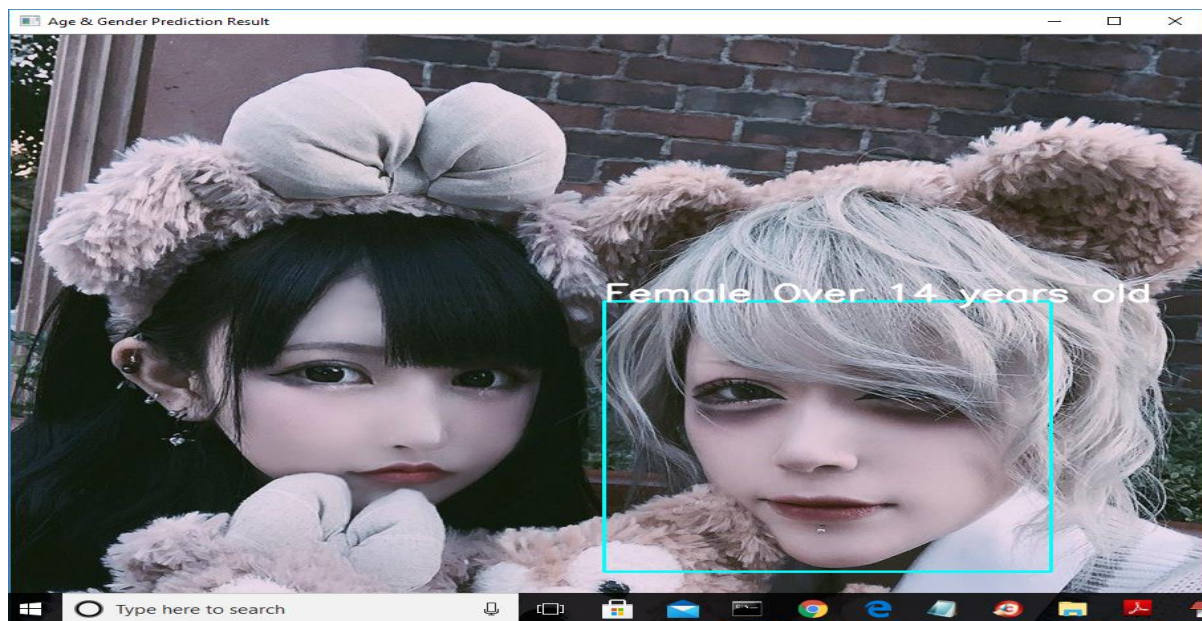 Age & Gender Prediction Result
Female Over 14 years old
Type here to search